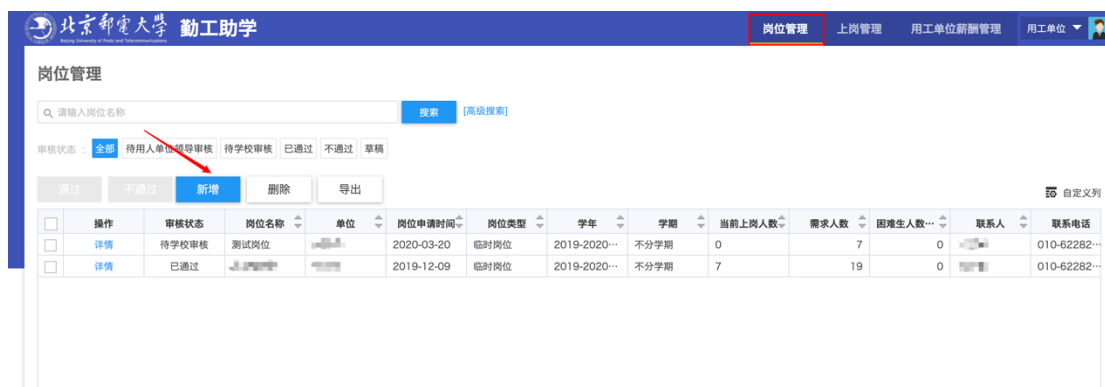 北京郵電大学 勤工助学 岗位管理 上岗管理 用工单位薪酬管理 用工单位
Beijing University of Posts and Telecommunications
岗位管理
请输入岗位名称 搜索 [高级搜索]
审核状态： 全部 待用人单位领导审核 待学校审核 已通过 不通过 草稿
通过 不通过 新增 删除 导出 自定义列
操作 审核状态 岗位名称 单位 岗位申请时间 岗位类型 学年 学期 当前上岗人数 需求人数 困难生人数… 联系人 联系电话
详情 待学校审核 测试岗位 2020-03-20 临时岗位 2019-2020… 不分学期 0 7 0 010-62282…
详情 已通过 2019-12-09 临时岗位 2019-2020… 不分学期 7 19 0 010-62282…